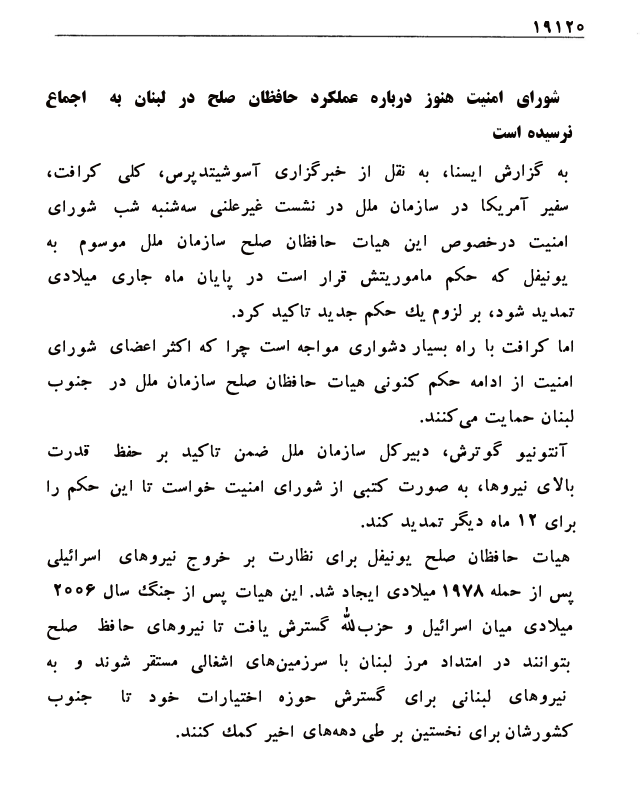 ۱۹۱۲۰
شورای امنیت هنوز درباره عملکرد حافظان صلح در لبنان به اجماع
نرسیده است
به گزارش ایسنا، به نقل از خبرگزاری آسوشیتدپرس، کلی کرافت،
سفیر آمریکا در سازمان ملل در نشست غیرعلنی سه‌شنبه شب شورای
امنیت درخصوص این هیات حافظان صلح سازمان ملل موسوم به
یونیفل که حکم ماموریتش قرار است در پایان ماه جاری میلادی
تمدید شود، بر لزوم یك حکم جدید تاکید کرد.
اما کرافت با راه بسیار دشواری مواجه است چرا که اکثر اعضای شورای
امنیت از ادامه حکم کنونی هیات حافظان صلح سازمان ملل در جنوب
لبنان حمایت می‌کنند.
آنتونیو گوترش، دبیرکل سازمان ملل ضمن تاکید بر حفظ قدرت
بالای نیروها، به صورت کتبی از شورای امنیت خواست تا این حکم را
برای ۱۲ ماه دیگر تمدید کند.
هیات حافظان صلح یونیفل برای نظارت بر خروج نیروهای اسرائیلی
پس از حمله ۱۹۷۸ میلادی ایجاد شد. این هیات پس از جنگ سال ۲۰۰۶
میلادی میان اسرائیل و حزب‌الله گسترش یافت تا نیروهای حافظ صلح
بتوانند در امتداد مرز لبنان با سرزمین‌های اشغالی مستقر شوند و به
نیروهای لبنانی برای گسترش حوزه اختیارات خود تا جنوب
کشورشان برای نخستین بر طی دهه‌های اخیر کمك کنند.